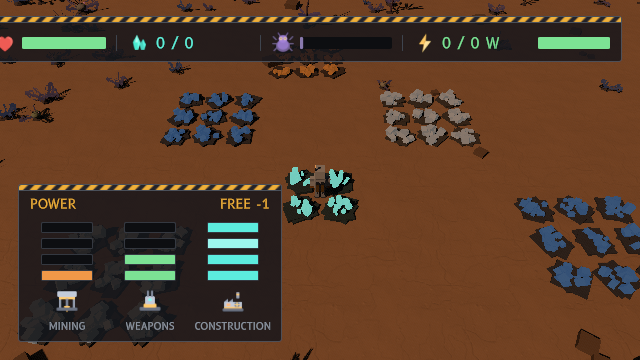 0 / 0
0 / 0 W
POWER
FREE -1
MINING
WEAPONS
CONSTRUCTION